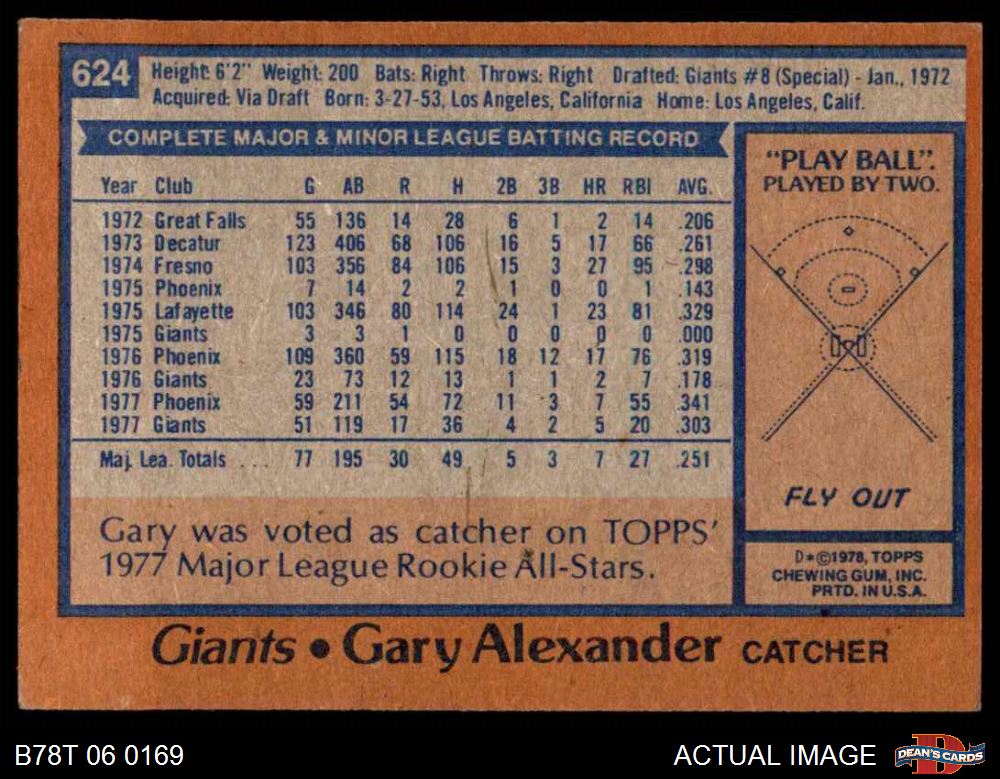 624
Height: 6'2" Weight: 200 Bats: Right Throws: Right Drafted: Giants #8 (Special) - Jan., 1972
Acquired: Via Draft Born: 3-27-53, Los Angeles, California Home: Los Angeles, Calif.
COMPLETE MAJOR & MINOR LEAGUE BATTING RECORD
Year Club G AB R H 2B 3B HR RBI AVG.
1972 Great Falls 55 136 14 28 6 1 2 14 .206
1973 Decatur 123 406 68 106 16 5 17 66 .261
1974 Fresno 103 356 84 106 15 3 27 95 .298
1975 Phoenix 7 14 2 2 1 0 0 1 .143
1975 Lafayette 103 346 80 114 24 1 23 81 .329
1975 Giants 3 3 1 0 0 0 0 0 .000
1976 Phoenix 109 360 59 115 18 12 17 76 .319
1976 Giants 23 73 12 13 1 1 2 7 .178
1977 Phoenix 59 211 54 72 11 3 7 55 .341
1977 Giants 51 119 17 36 4 2 5 20 .303
Maj. Lea. Totals ... 77 195 30 49 5 3 7 27 .251
Gary was voted as catcher on TOPPS'
1977 Major League Rookie All-Stars.
"PLAY BALL".
PLAYED BY TWO.
FLY OUT
D*©1978, TOPPS
CHEWING GUM, INC.
PRTD. IN U.S.A.
Giants • Gary Alexander CATCHER
B78T 06 0169
ACTUAL IMAGE
DEAN'S CARDS